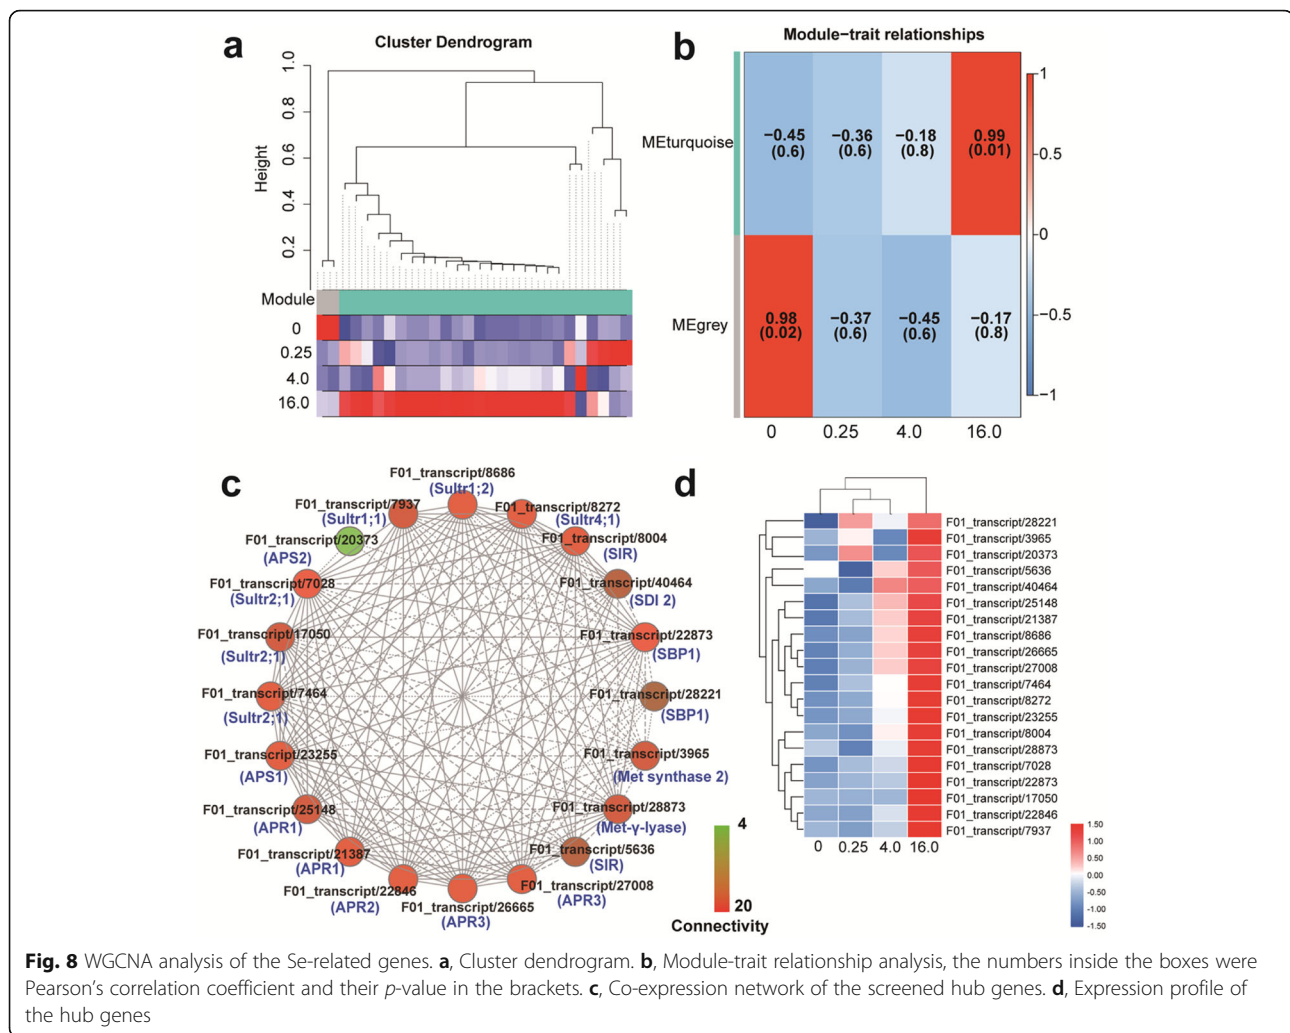 a
Cluster Dendrogram
Height
1.0
0.8
0.6
0.4
0.2
Module
0
0.25
4.0
16.0
b
Module−trait relationships
MEturquoise
−0.45
(0.6)
−0.36
(0.6)
−0.18
(0.8)
0.99
(0.01)
MEgrey
0.98
(0.02)
−0.37
(0.6)
−0.45
(0.6)
−0.17
(0.8)
0
0.25
4.0
16.0
1
0.5
0
−0.5
−1
c
F01_transcript/8686
(Sultr1;2)
F01_transcript/7937
(Sultr1;1)
F01_transcript/8272
(Sultr4;1)
F01_transcript/20373
(APS2)
F01_transcript/8004
(SIR)
F01_transcript/7028
(Sultr2;1)
F01_transcript/40464
(SDI 2)
F01_transcript/17050
(Sultr2;1)
F01_transcript/22873
(SBP1)
F01_transcript/7464
(Sultr2;1)
F01_transcript/28221
(SBP1)
F01_transcript/23255
(APS1)
F01_transcript/3965
(Met synthase 2)
F01_transcript/25148
(APR1)
F01_transcript/28873
(Met-γ-lyase)
F01_transcript/21387
(APR1)
F01_transcript/5636
(SIR)
F01_transcript/22846
(APR2)
F01_transcript/26665
(APR3)
F01_transcript/27008
(APR3)
4
20
Connectivity
d
F01_transcript/28221
F01_transcript/3965
F01_transcript/20373
F01_transcript/5636
F01_transcript/40464
F01_transcript/25148
F01_transcript/21387
F01_transcript/8686
F01_transcript/26665
F01_transcript/27008
F01_transcript/7464
F01_transcript/8272
F01_transcript/23255
F01_transcript/8004
F01_transcript/28873
F01_transcript/7028
F01_transcript/22873
F01_transcript/17050
F01_transcript/22846
F01_transcript/7937
0 0.25 4.0 16.0
1.50
1.00
0.50
0.00
-0.50
-1.00
-1.50
Fig. 8 WGCNA analysis of the Se-related genes. a, Cluster dendrogram. b, Module-trait relationship analysis, the numbers inside the boxes were
Pearson's correlation coefficient and their p-value in the brackets. c, Co-expression network of the screened hub genes. d, Expression profile of
the hub genes